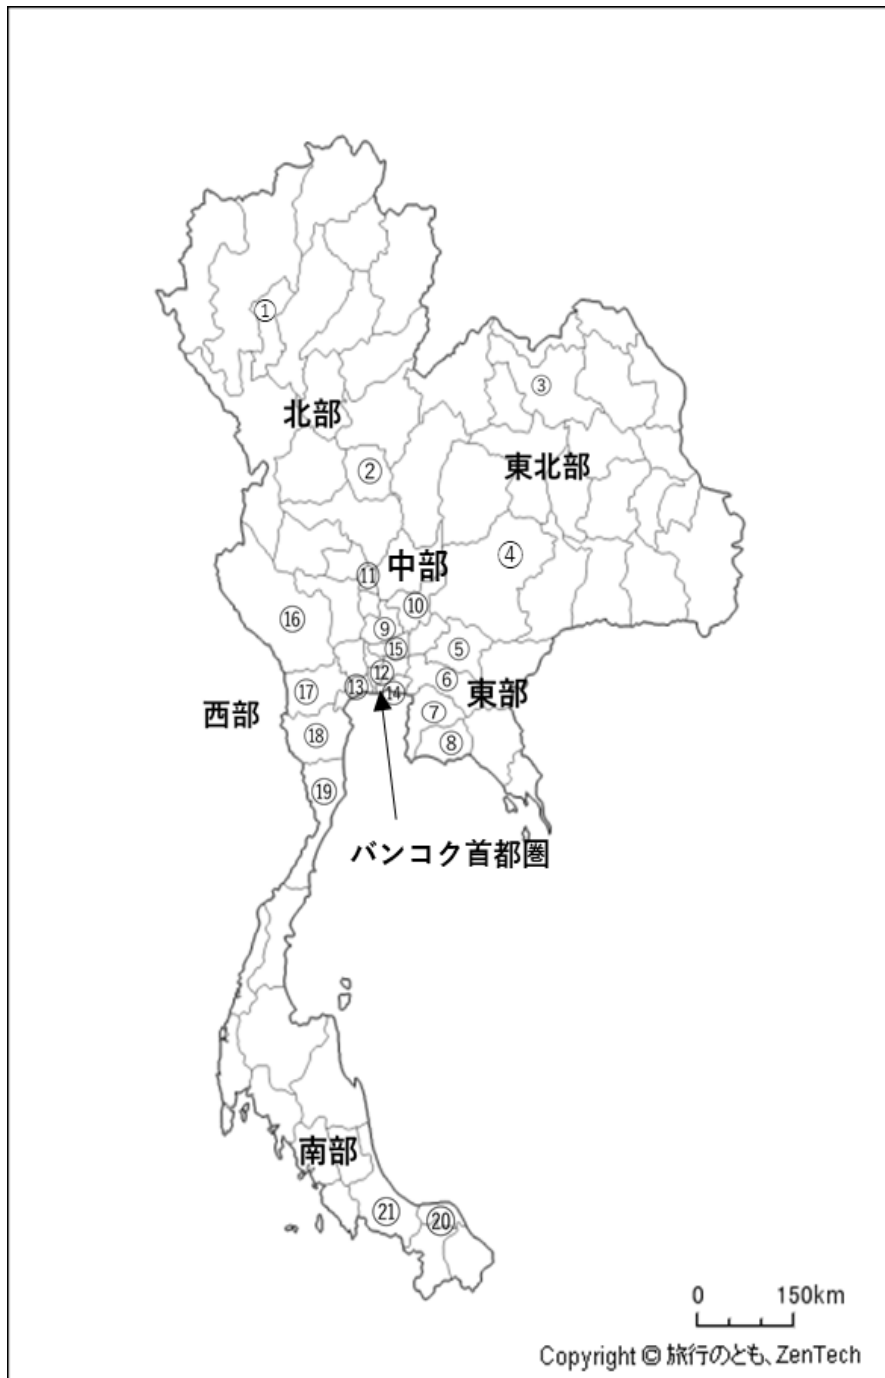 ①
北部
③
②
東北部
④
⑪
中部
⑩
⑯
⑨
⑮
⑤
⑫
⑥
⑰
⑬
⑭
東部
西部
⑦
⑱
⑧
⑲
バンコク首都圏
南部
㉑
⑳
0 150km
Copyright © 旅行のとも、ZenTech